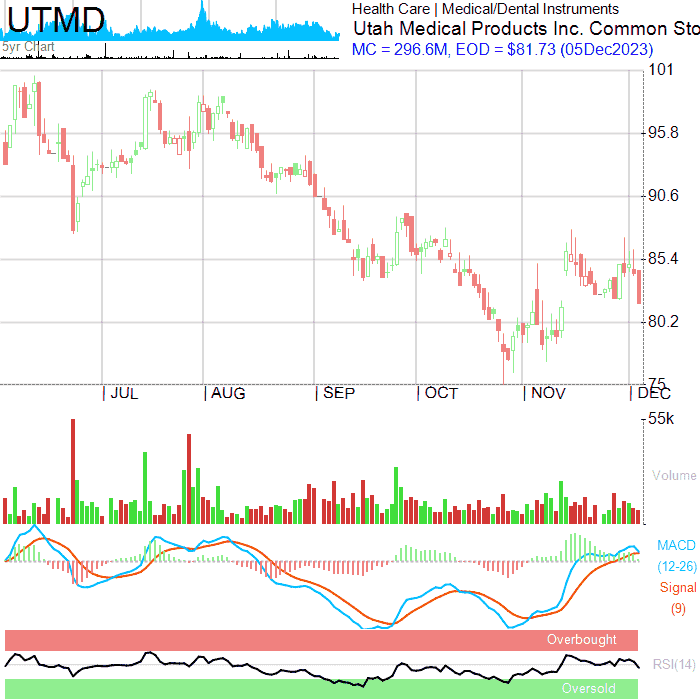 UTMD
5yr Chart
Health Care | Medical/Dental Instruments
Utah Medical Products Inc. Common Sto
MC = 296.6M, EOD = $81.73 (05Dec2023)
101
95.8
90.6
85.4
80.2
75
JUL AUG SEP OCT NOV DEC
55k
Volume
MACD
(12-26)
Signal
(9)
Overbought
RSI(14)
Oversold